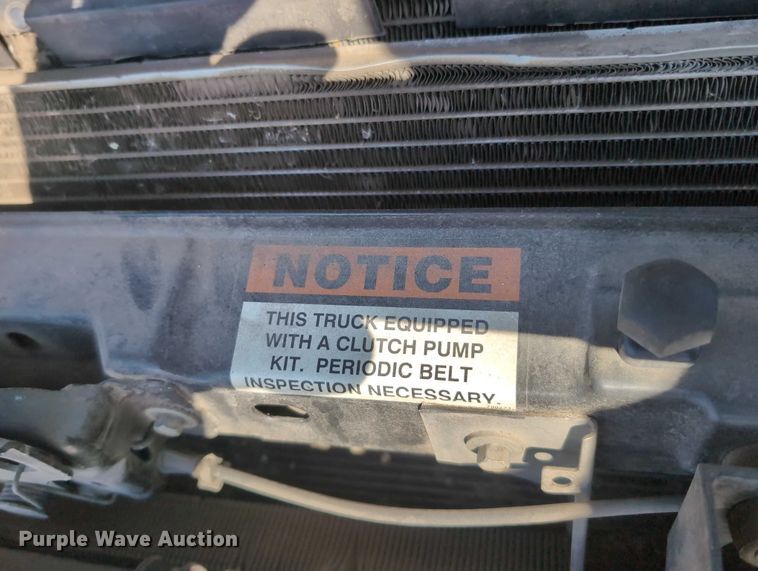 NOTICE
THIS TRUCK EQUIPPED
WITH A CLUTCH PUMP
KIT. PERIODIC BELT
INSPECTION NECESSARY.
Purple Wave Auction